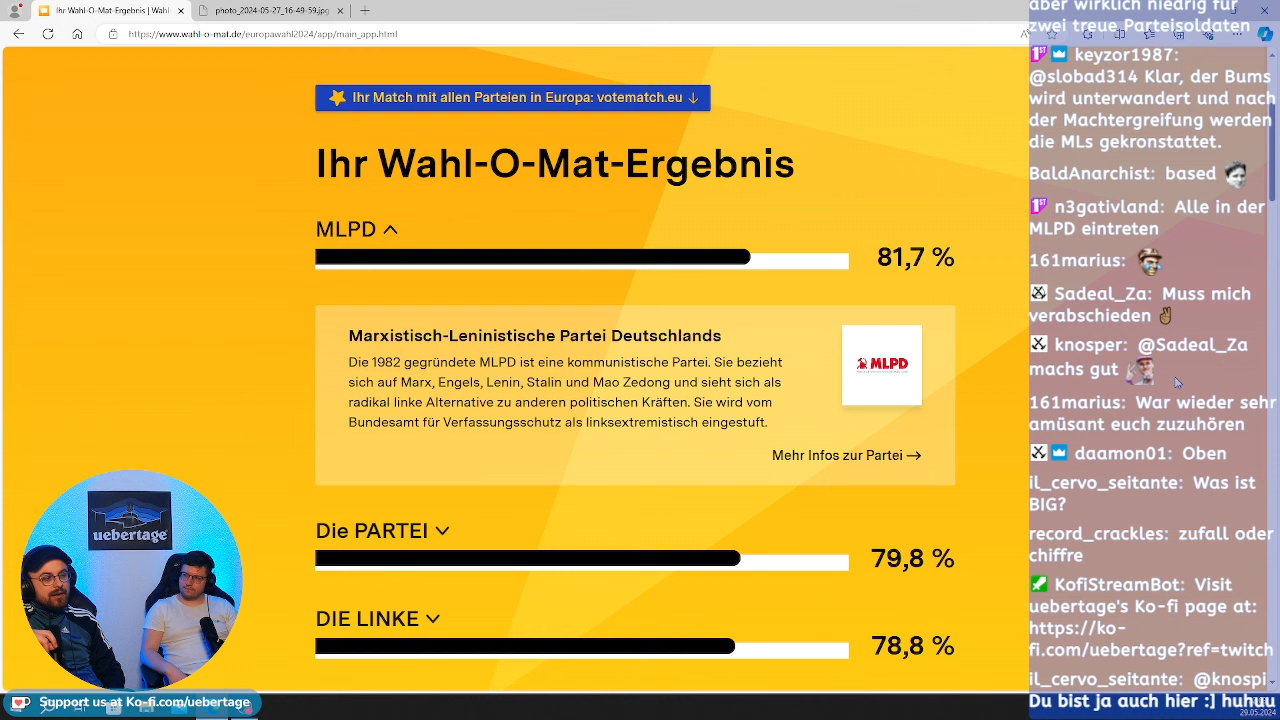 Ihr Wahl-O-Mat-Ergebnis | Wahl-
photo_2024-05-27_16-49-59.jpg
https://www.wahl-o-mat.de/europawahl2024/app/main_app.html
Ihr Match mit allen Parteien in Europa: votematch.eu ↓
Ihr Wahl-O-Mat-Ergebnis
MLPD
81,7 %
Marxistisch-Leninistische Partei Deutschlands
Die 1982 gegründete MLPD ist eine kommunistische Partei. Sie bezieht
sich auf Marx, Engels, Lenin, Stalin und Mao Zedong und sieht sich als
radikal linke Alternative zu anderen politischen Kräften. Sie wird vom
Bundesamt für Verfassungsschutz als linksextremistisch eingestuft.
MLPD
Mehr Infos zur Partei →
Die PARTEI
79,8 %
DIE LINKE
78,8 %
uebertage
Support us at Ko-fi.com/uebertage
aber wirklich niedrig für
zwei treue Parteisoldaten
keyzor1987:
@slobad314 Klar, der Bums
wird unterwandert und nach
der Machtergreifung werden
die MLs gekronstattet.
BaldAnarchist: based
n3gativland: Alle in der
MLPD eintreten
161marius:
Sadeal_Za: Muss mich
verabschieden
knosper: @Sadeal_Za
machs gut
161marius: War wieder sehr
amüsant euch zuzuhören
daamon01: Oben
il_cervo_seitante: Was ist
BIG?
record_crackles: zufall oder
chiffre
KofiStreamBot: Visit
uebertage's Ko-fi page at:
https://ko-
fi.com/uebertage?ref=twitch
il_cervo_seitante: @knospi
Du bist ja auch hier :] huhuu
29.05.2024